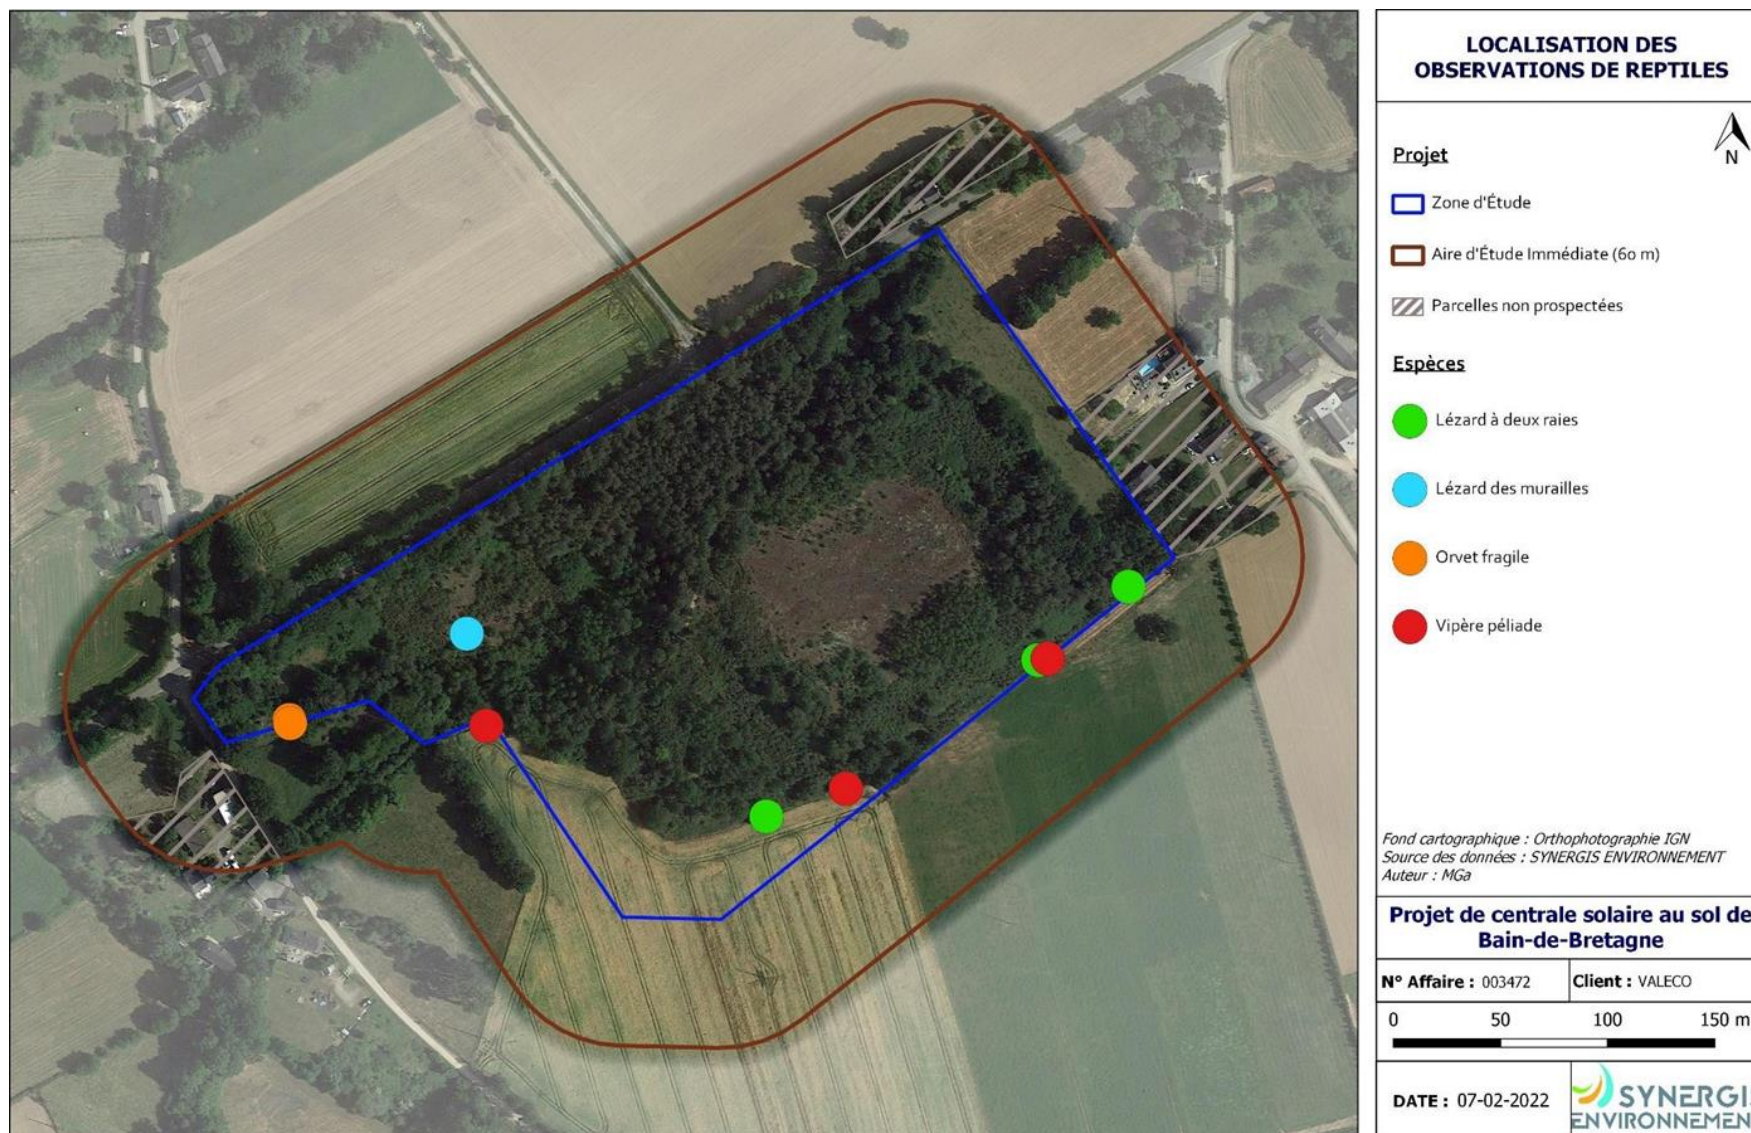 LOCALISATION DES
OBSERVATIONS DE REPTILES
N
Projet
Zone d'Étude
Aire d'Étude Immédiate (60 m)
Parcelles non prospectées
Espèces
Lézard à deux raies
Lézard des murailles
Orvet fragile
Vipère péliade
Fond cartographique : Orthophotographie IGN
Source des données : SYNERGIS ENVIRONNEMENT
Auteur : MGa
Projet de centrale solaire au sol de
Bain-de-Bretagne
N° Affaire : 003472 Client : VALECO
0 50 100 150 m
DATE : 07-02-2022
SYNERGI
ENVIRONNEMEN